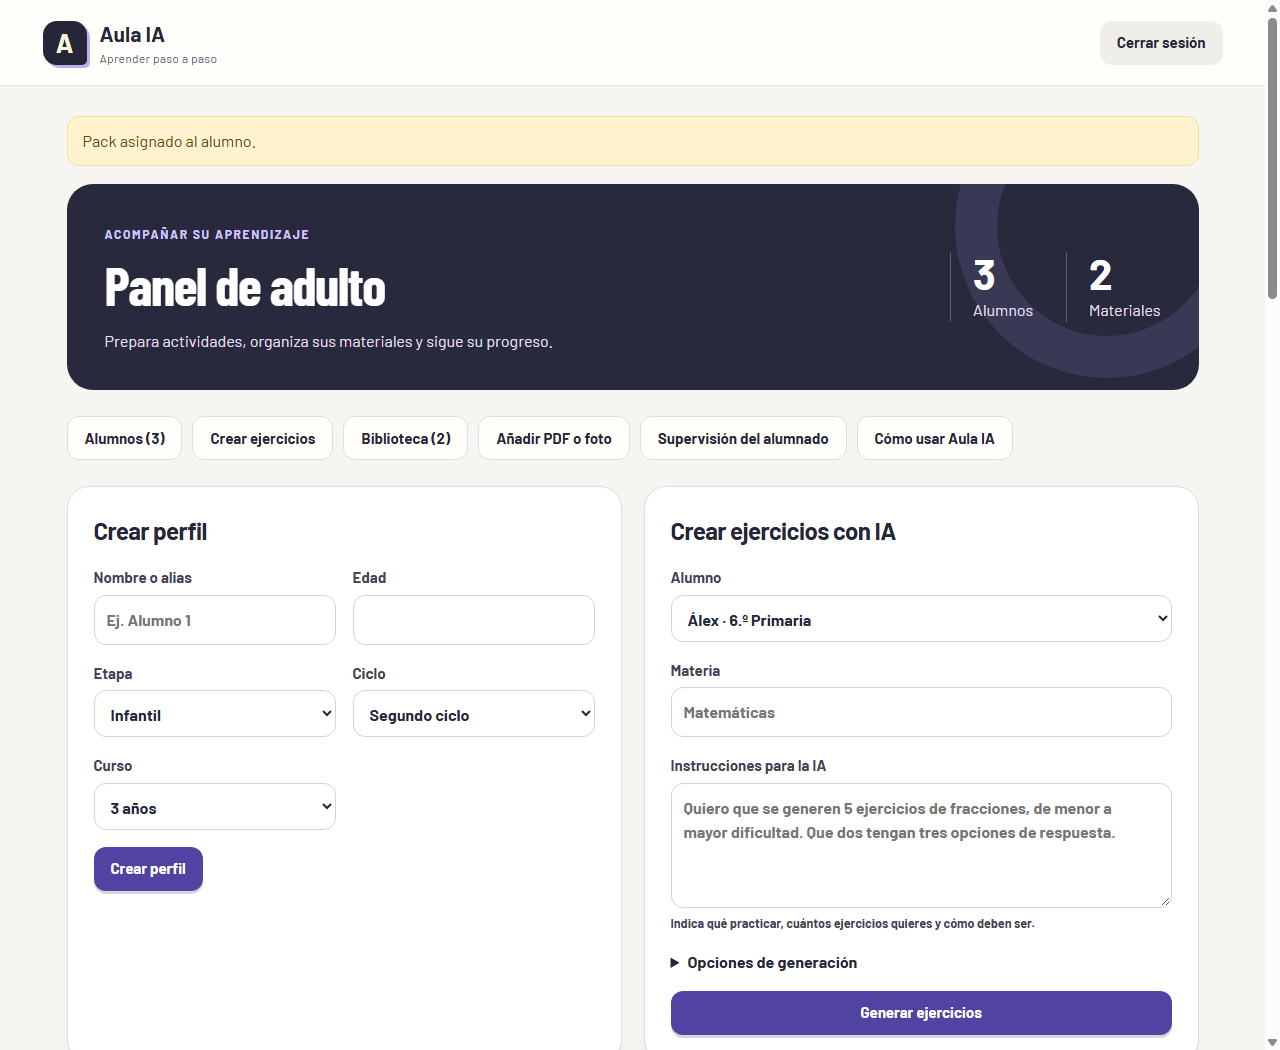 A
Aula IA
Aprender paso a paso
Cerrar sesión
Pack asignado al alumno.
ACOMPAÑAR SU APRENDIZAJE
Panel de adulto
Prepara actividades, organiza sus materiales y sigue su progreso.
3
Alumnos
2
Materiales
Alumnos (3)
Crear ejercicios
Biblioteca (2)
Añadir PDF o foto
Supervisión del alumnado
Cómo usar Aula IA
Crear perfil
Nombre o alias
Edad
Ej. Alumno 1
Etapa
Ciclo
Infantil
Segundo ciclo
Curso
3 años
Crear perfil
Crear ejercicios con IA
Alumno
Álex · 6.º Primaria
Materia
Matemáticas
Instrucciones para la IA
Quiero que se generen 5 ejercicios de fracciones, de menor a
mayor dificultad. Que dos tengan tres opciones de respuesta.
Indica qué practicar, cuántos ejercicios quieres y cómo deben ser.
Opciones de generación
Generar ejercicios